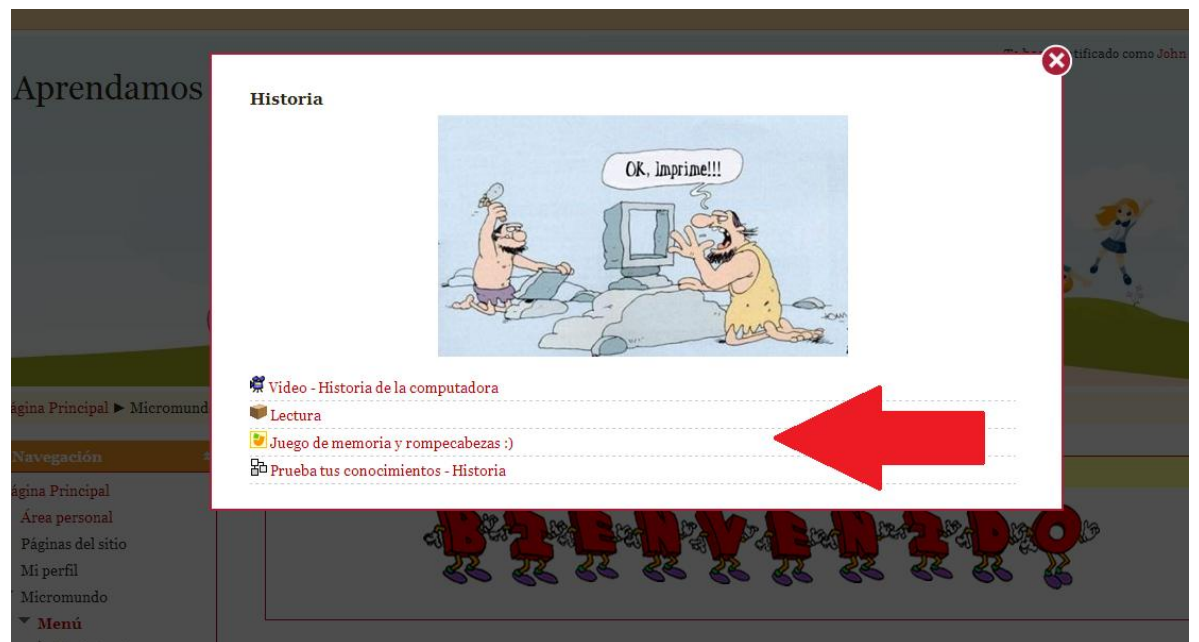 tificado como John
Aprendamos
Historia
OK, Imprime!!!
Video - Historia de la computadora
Lectura
Juego de memoria y rompecabezas :)
Prueba tus conocimientos - Historia
ágina Principal ► Micromund
Navegación
ágina Principal
Área personal
Páginas del sitio
Mi perfil
Micromundo
Menú
BIENVENIDO